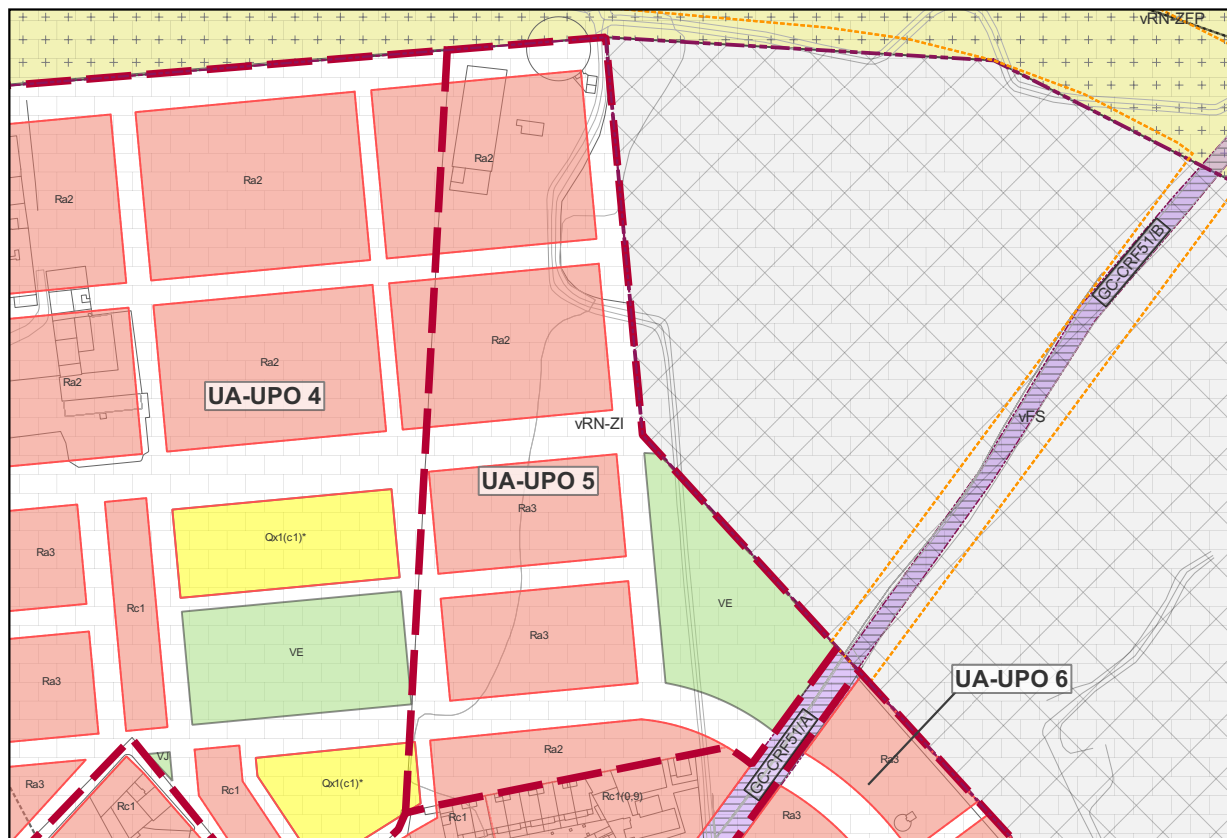 vRN-ZFP
Ra2
Ra2
Ra2
GC-CRF51/B
Ra2
Ra2
Ra2
UA-UPO 4
vRN-ZI
vFS
UA-UPO 5
Ra3
Qx1(c1)*
Ra3
Rc1
VE
VE
Ra3
Ra3
UA-UPO 6
VJ
Ra2
GC-CRF51/A
Ra3
Ra3
Rc1
Qx1(c1)*
Rc1
Rc1(0,9)
Rc1
Ra3